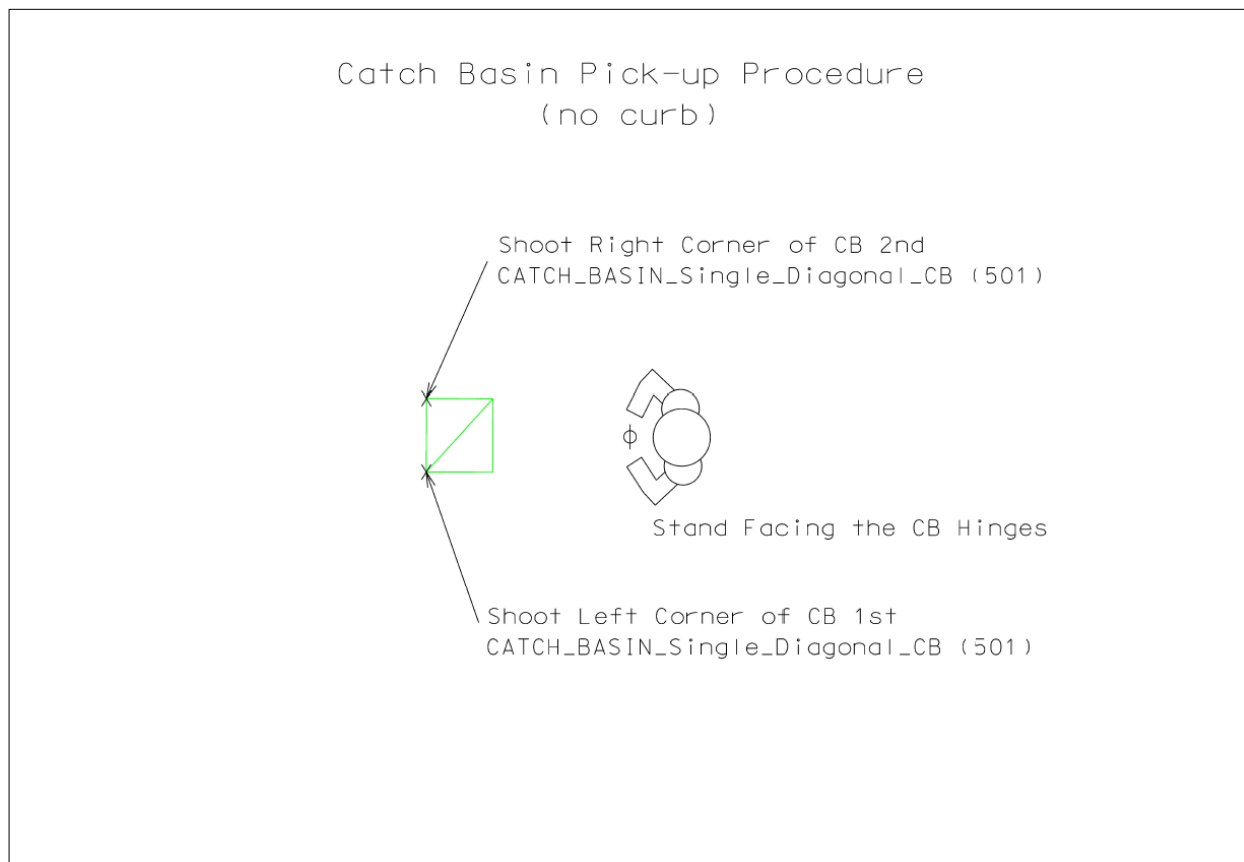 Catch Basin Pick-up Procedure
(no curb)
Shoot Right Corner of CB 2nd
CATCH_BASIN_Single_Diagonal_CB (501)
Stand Facing the CB Hinges
Shoot Left Corner of CB 1st
CATCH_BASIN_Single_Diagonal_CB (501)